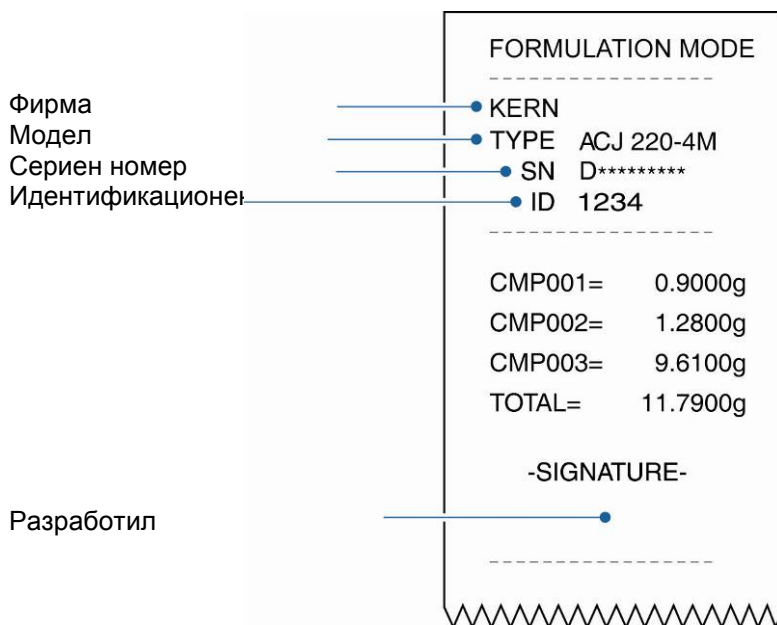 FORMULATION MODE
Фирма KERN
Модел TYPE ACJ 220-4M
Сериен номер SN D*********
ID 1234
CMP001= 0.9000g
CMP002= 1.2800g
CMP003= 9.6100g
TOTAL= 11.7900g
-SIGNATURE-
Разработил